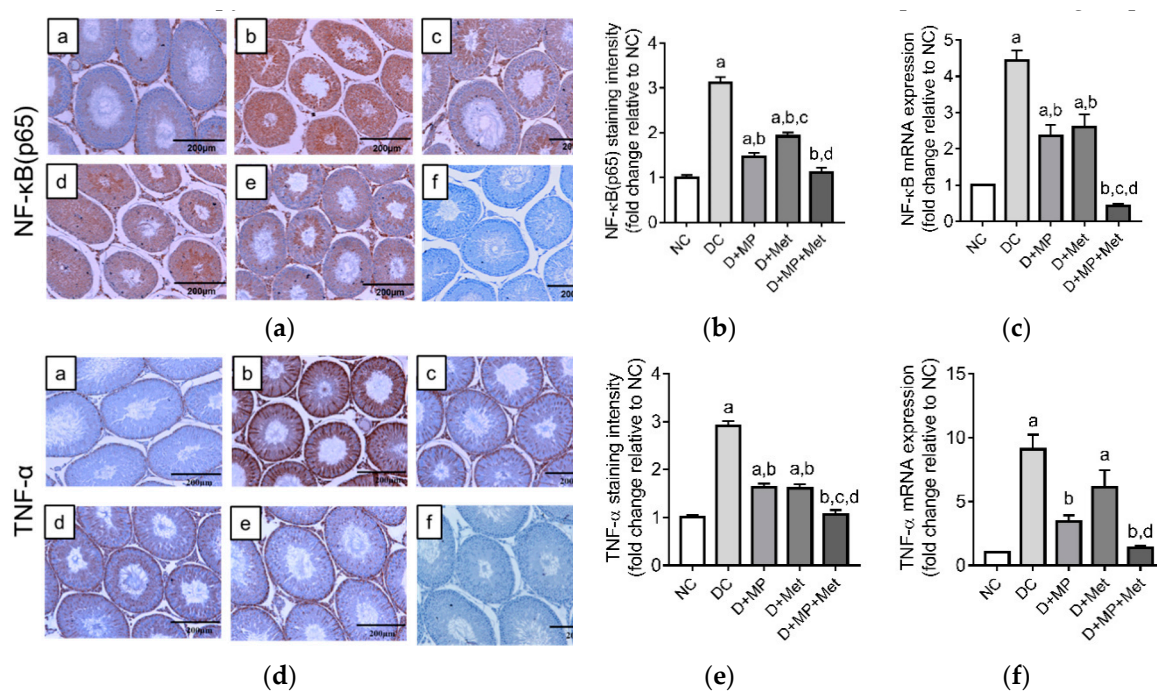 a
b
c
200μm
200μm
200μm
NF-κB(p65)
d
e
f
200μm
200μm
(a)
NF-κB(p65) staining intensity
(fold change relative to NC)
4
3
2
1
0
a
a,b
a,b,c
b,d
NC
DC
D+MP
D+Met
D+MP+Met
(b)
NF-κB mRNA expression
(fold change relative to NC)
5
4
3
2
1
0
a
a,b
a,b
b,c,d
NC
DC
D+MP
D+Met
D+MP+Met
(c)
a
b
c
200μm
200μm
200μm
TNF-α
d
e
f
200μm
200μm
(d)
TNF-α staining intensity
(fold change relative to NC)
4
3
2
1
0
a
a,b
a,b
b,c,d
NC
DC
D+MP
D+Met
D+MP+Met
(e)
TNF-α mRNA expression
(fold change relative to NC)
15
10
5
0
a
b
a
b,d
NC
DC
D+MP
D+Met
D+MP+Met
(f)